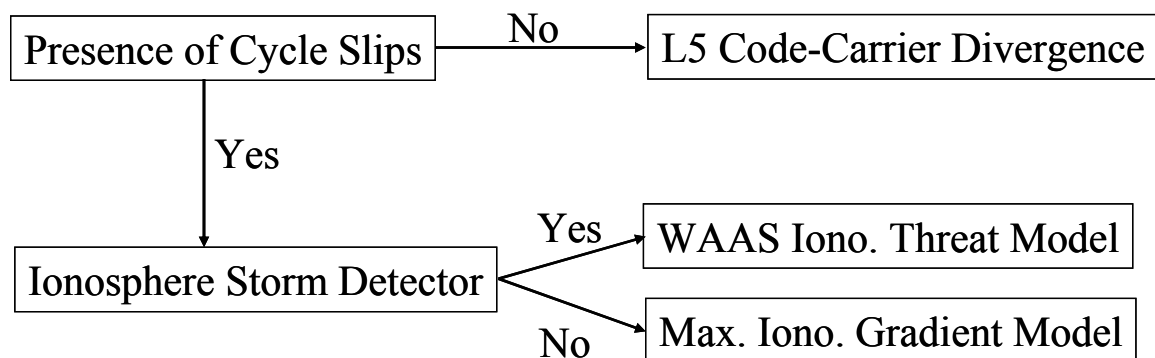 Presence of Cycle Slips
No
L5 Code-Carrier Divergence
Yes
Ionosphere Storm Detector
Yes
WAAS Iono. Threat Model
No
Max. Iono. Gradient Model